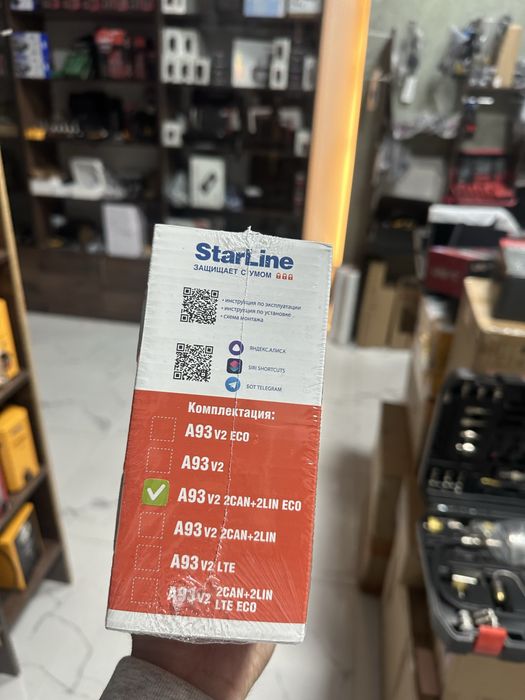 StarLine
ЗАЩИЩАЕТ С УМОМ
• инструкция по эксплуатации
• инструкция по установке
• схема монтажа
ЯНДЕКС.АЛИСА
SIRI SHORTCUTS
БОТ TELEGRAM
Комплектация:
A93 V2 ECO
A93 V2
A93 V2 2CAN+2LIN ECO
A93 V2 2CAN+2LIN
A93 V2 LTE
A93 V2 2CAN+2LIN
LTE ECO